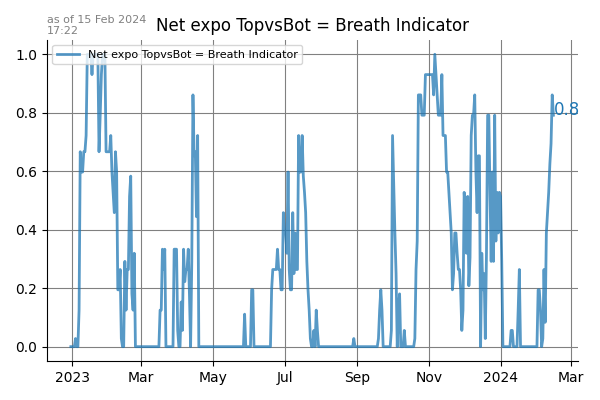 as of 15 Feb 2024
17:22
Net expo TopvsBot = Breath Indicator
Net expo TopvsBot = Breath Indicator
1.0
0.8
0.8
0.6
0.4
0.2
0.0
2023 Mar May Jul Sep Nov 2024 Mar